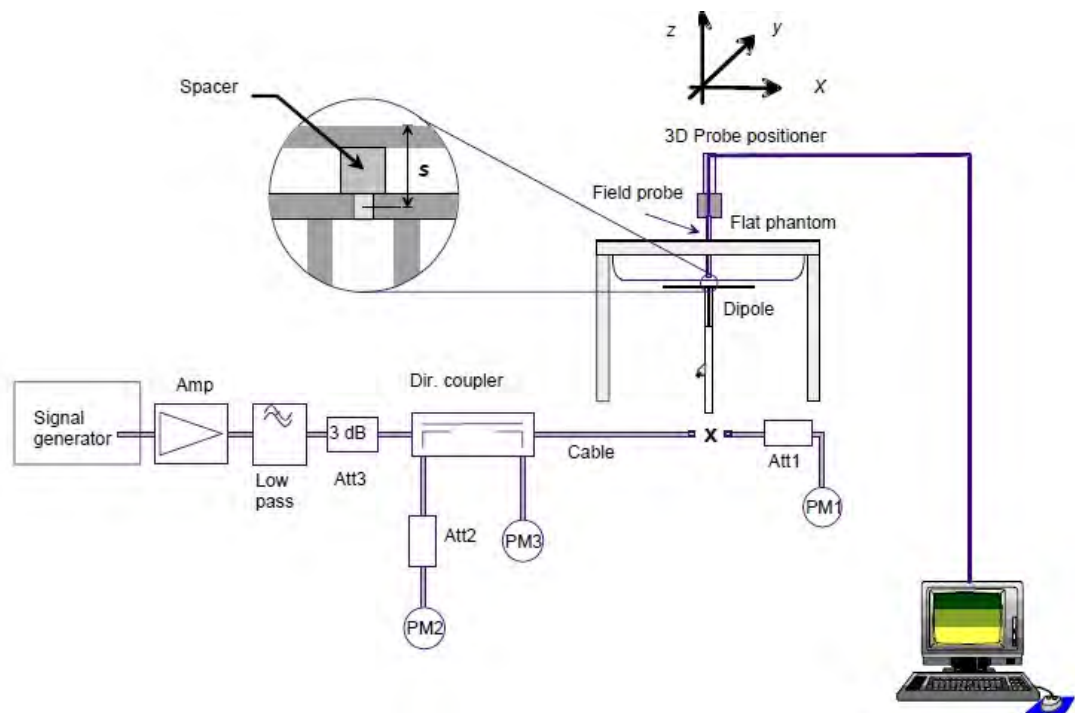 z
y
X
Spacer
s
3D Probe positioner
Field probe
Flat phantom
Dipole
Dir. coupler
Amp
Signal
generator
3 dB
Low
pass
Att3
Cable
x
Att1
PM1
Att2
PM3
PM2